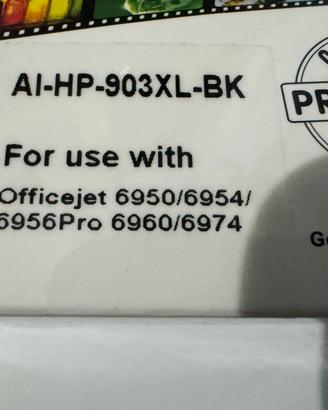 AI-HP-903XL-BK
For use with
Officejet 6950/6954/
6956Pro 6960/6974